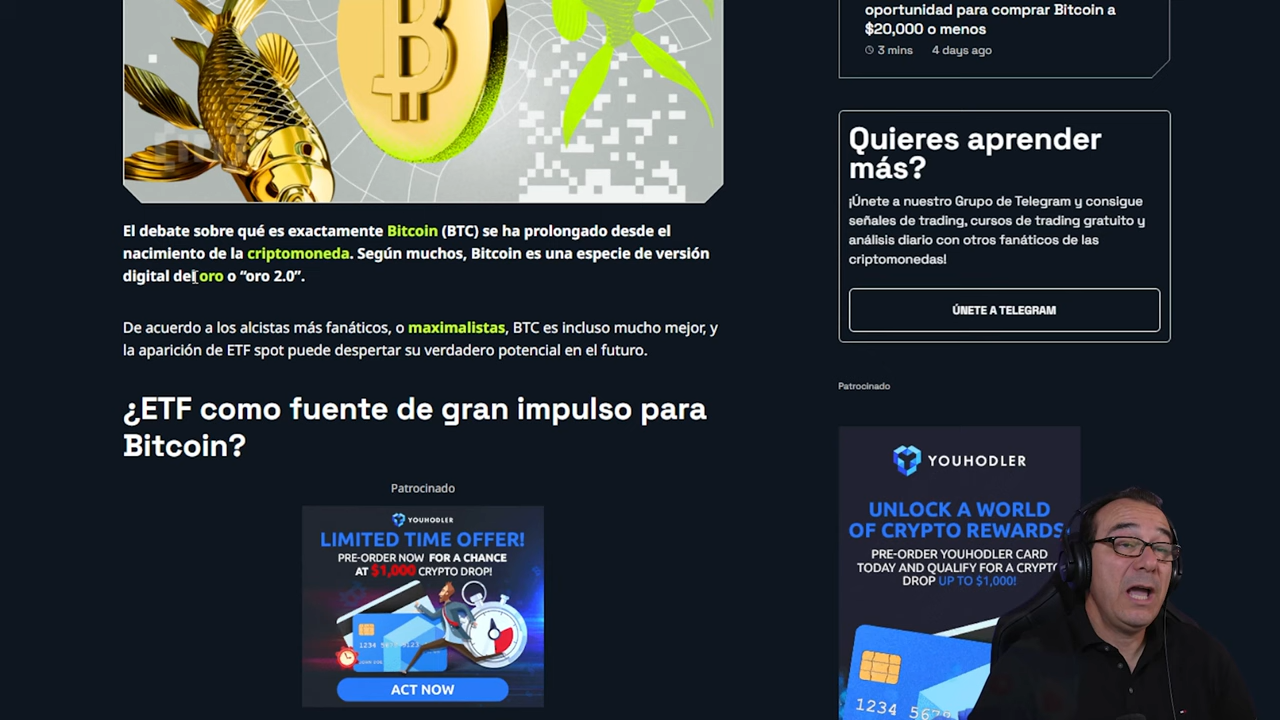 oportunidad para comprar Bitcoin a
$20,000 o menos
3 mins 4 days ago
El debate sobre qué es exactamente Bitcoin (BTC) se ha prolongado desde el
nacimiento de la criptomoneda. Según muchos, Bitcoin es una especie de versión
digital del oro o “oro 2.0”.
De acuerdo a los alcistas más fanáticos, o maximalistas, BTC es incluso mucho mejor, y
la aparición de ETF spot puede despertar su verdadero potencial en el futuro.
¿ETF como fuente de gran impulso para
Bitcoin?
Patrocinado
YOUHODLER
LIMITED TIME OFFER!
PRE-ORDER NOW FOR A CHANCE
AT $1,000 CRYPTO DROP!
ACT NOW
Quieres aprender
más?
¡Únete a nuestro Grupo de Telegram y consigue
señales de trading, cursos de trading gratuito y
análisis diario con otros fanáticos de las
criptomonedas!
ÚNETE A TELEGRAM
Patrocinado
YOUHODLER
UNLOCK A WORLD
OF CRYPTO REWARDS
PRE-ORDER YOUHODLER CARD
TODAY AND QUALIFY FOR A CRYPTO
DROP UP TO $1,000!
1234